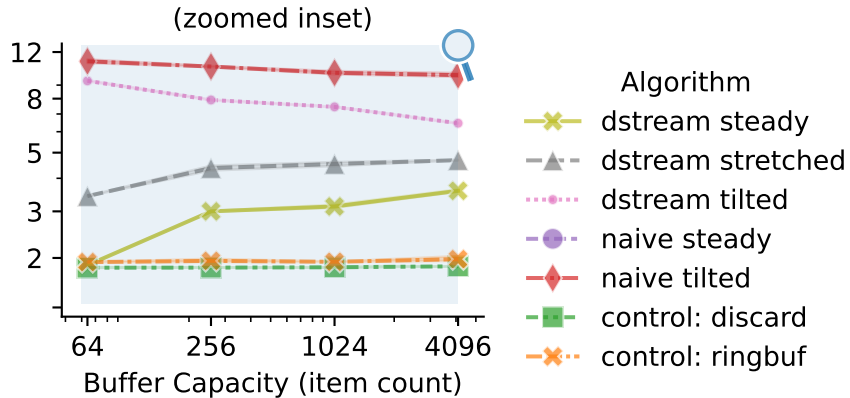 (zoomed inset)
12
8
5
3
2
64 256 1024 4096
Buffer Capacity (item count)
Algorithm
dstream steady
dstream stretched
dstream tilted
naive steady
naive tilted
control: discard
control: ringbuf